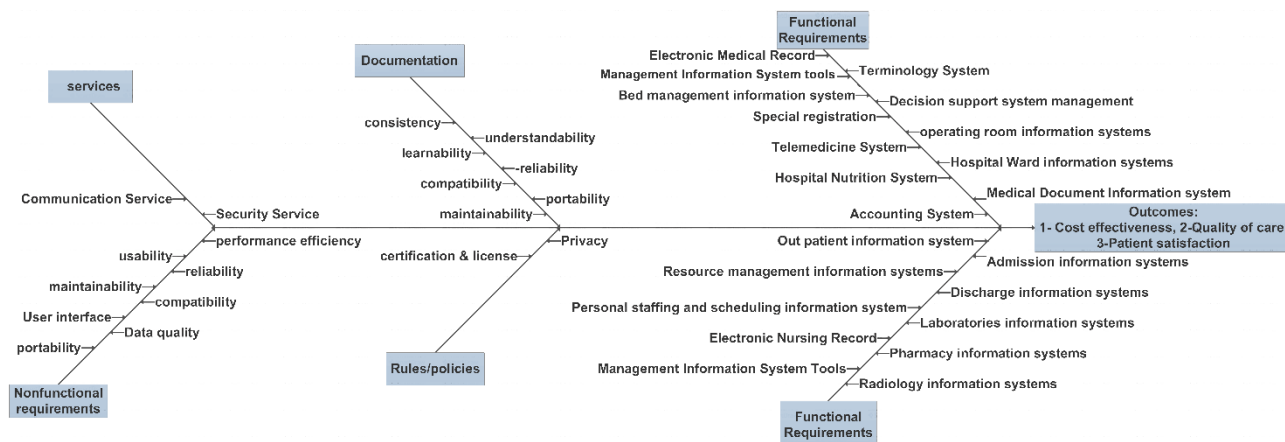 Functional
Requirements
Electronic Medical Record
Terminology System
Management Information System tools
Bed management information system
Decision support system management
Special registration
operating room information systems
Telemedicine System
Hospital Ward information systems
Hospital Nutrition System
Medical Document Information system
Accounting System
Documentation
consistency
understandability
learnability
-reliability
compatibility
portability
maintainability
services
Communication Service
Security Service
Outcomes:
1- Cost effectiveness, 2-Quality of care
3-Patient satisfaction
performance efficiency
usability
reliability
maintainability
compatibility
User interface
Data quality
portability
Nonfunctional
requirements
Privacy
certification & license
Rules/policies
Out patient information system
Admission information systems
Resource management information systems
Discharge information systems
Personal staffing and scheduling information system
Laboratories information systems
Electronic Nursing Record
Pharmacy information systems
Management Information System Tools
Radiology information systems
Functional
Requirements